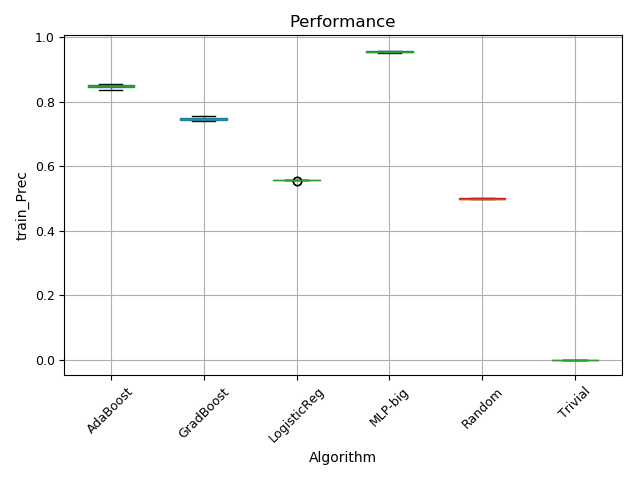 Performance
train_Prec
1.0
0.8
0.6
0.4
0.2
0.0
AdaBoost
GradBoost
LogisticReg
MLP-big
Random
Trivial
Algorithm